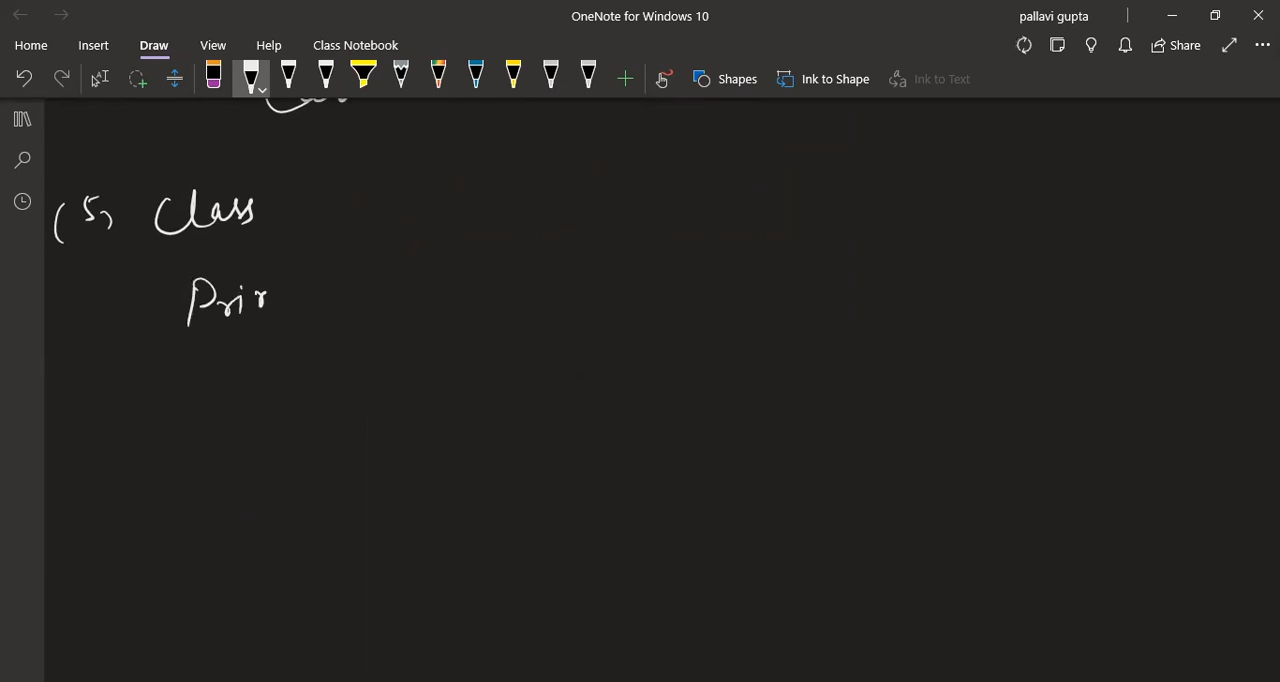 OneNote for Windows 10
pallavi gupta
Home Insert Draw View Help Class Notebook
Share
Shapes Ink to Shape Ink to Text
(5) Class
Prir